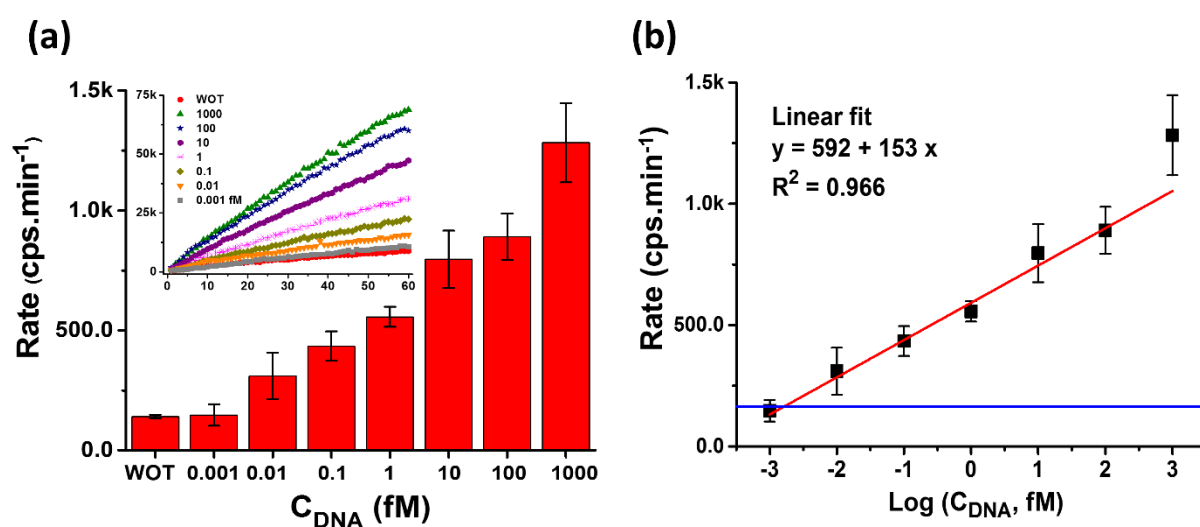 (a)
Rate (cps.min⁻¹)
1.5k
1.0k
500.0
0.0
WOT 0.001 0.01 0.1 1 10 100 1000
C_DNA (fM)
75k
50k
25k
0
0 10 20 30 40 50 60
WOT
1000
100
10
1
0.1
0.01
0.001 fM
(b)
Rate (cps.min⁻¹)
1.5k
1.0k
500.0
0.0
-3 -2 -1 0 1 2 3
Log (C_DNA, fM)
Linear fit
y = 592 + 153 x
R² = 0.966